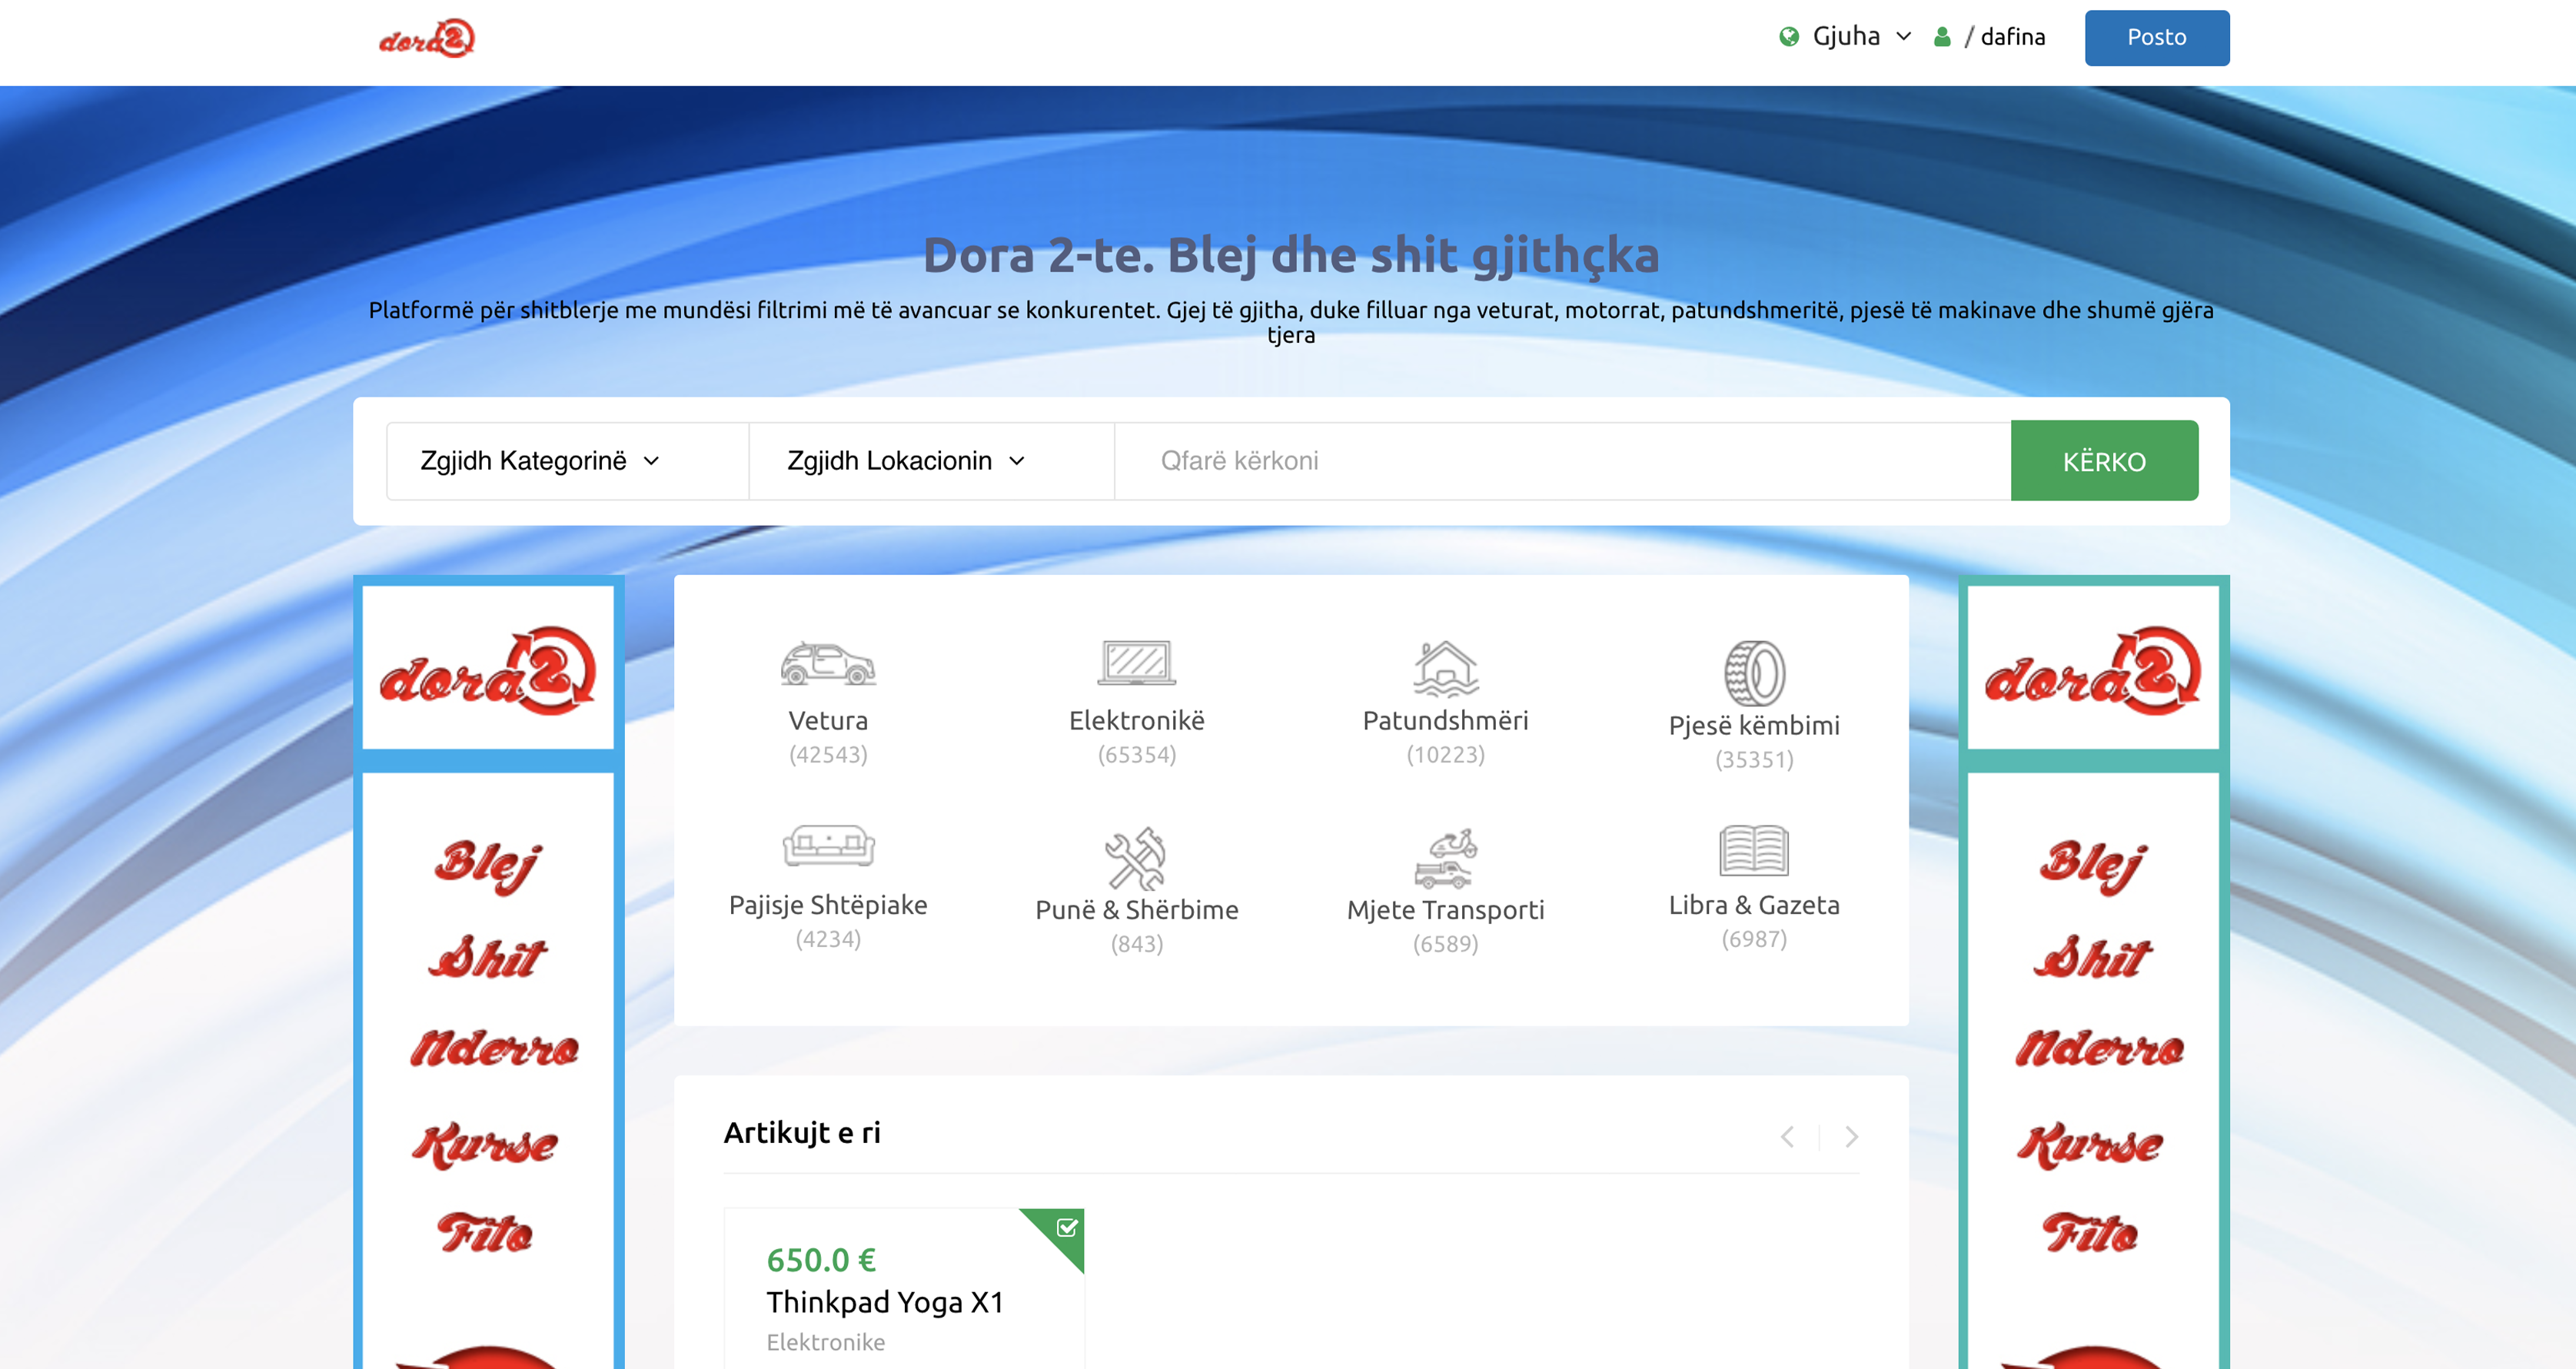 dora2
Gjuha
/ dafina
Posto
Dora 2-te. Blej dhe shit gjithçka
Platformë për shitblerje me mundësi filtrimi më të avancuar se konkurentet. Gjej të gjitha, duke filluar nga veturat, motorrat, patundshmeritë, pjesë të makinave dhe shumë gjëra
tjera
Zgjidh Kategorinë
Zgjidh Lokacionin
Qfarë kërkoni
KËRKO
dora2
Blej
Shit
Nderro
Kurse
Fito
Vetura
(42543)
Elektronikë
(65354)
Patundshmëri
(10223)
Pjesë këmbimi
(35351)
Pajisje Shtëpiake
(4234)
Punë & Shërbime
(843)
Mjete Transporti
(6589)
Libra & Gazeta
(6987)
Artikujt e ri
650.0 €
Thinkpad Yoga X1
Elektronike
dora2
Blej
Shit
Nderro
Kurse
Fito